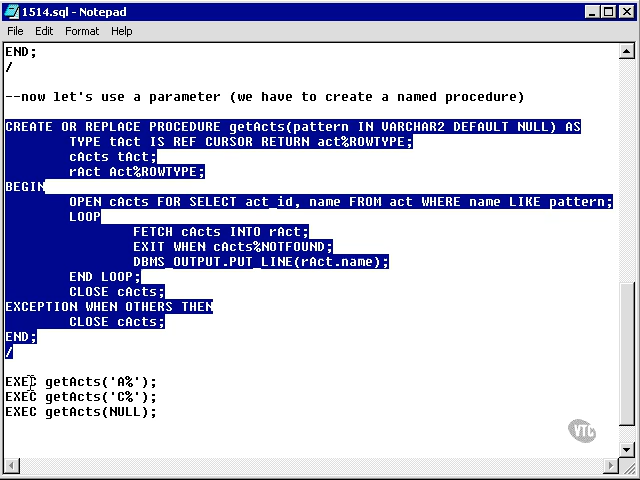 1514.sql - Notepad
File Edit Format Help
END;
/
--now let's use a parameter (we have to create a named procedure)
CREATE OR REPLACE PROCEDURE getActs(pattern IN VARCHAR2 DEFAULT NULL) AS
TYPE tAct IS REF CURSOR RETURN act%ROWTYPE;
cActs tAct;
rAct Act%ROWTYPE;
BEGIN
OPEN cActs FOR SELECT act_id, name FROM act WHERE name LIKE pattern;
LOOP
FETCH cActs INTO rAct;
EXIT WHEN cActs%NOTFOUND;
DBMS_OUTPUT.PUT_LINE(rAct.name);
END LOOP;
CLOSE cActs;
EXCEPTION WHEN OTHERS THEN
CLOSE cActs;
END;
/
EXEC getActs('A%');
EXEC getActs('C%');
EXEC getActs(NULL);
VTC